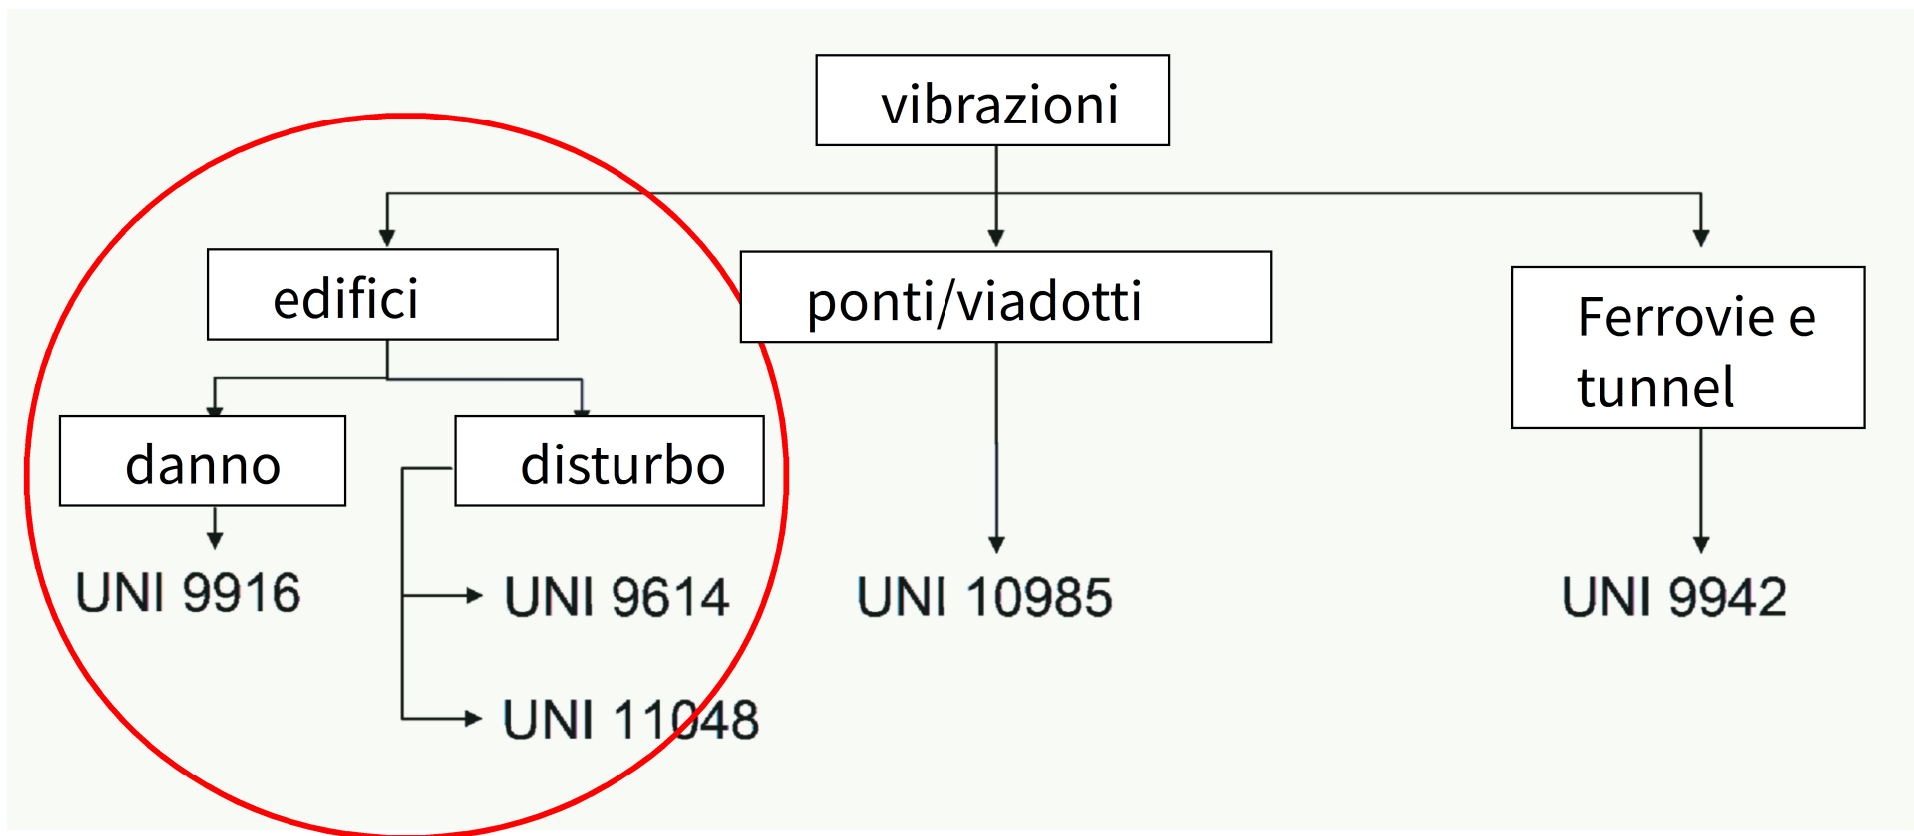 vibrazioni
edifici
ponti/viadotti
Ferrovie e
tunnel
danno
disturbo
UNI 9916
UNI 9614
UNI 10985
UNI 9942
UNI 11048